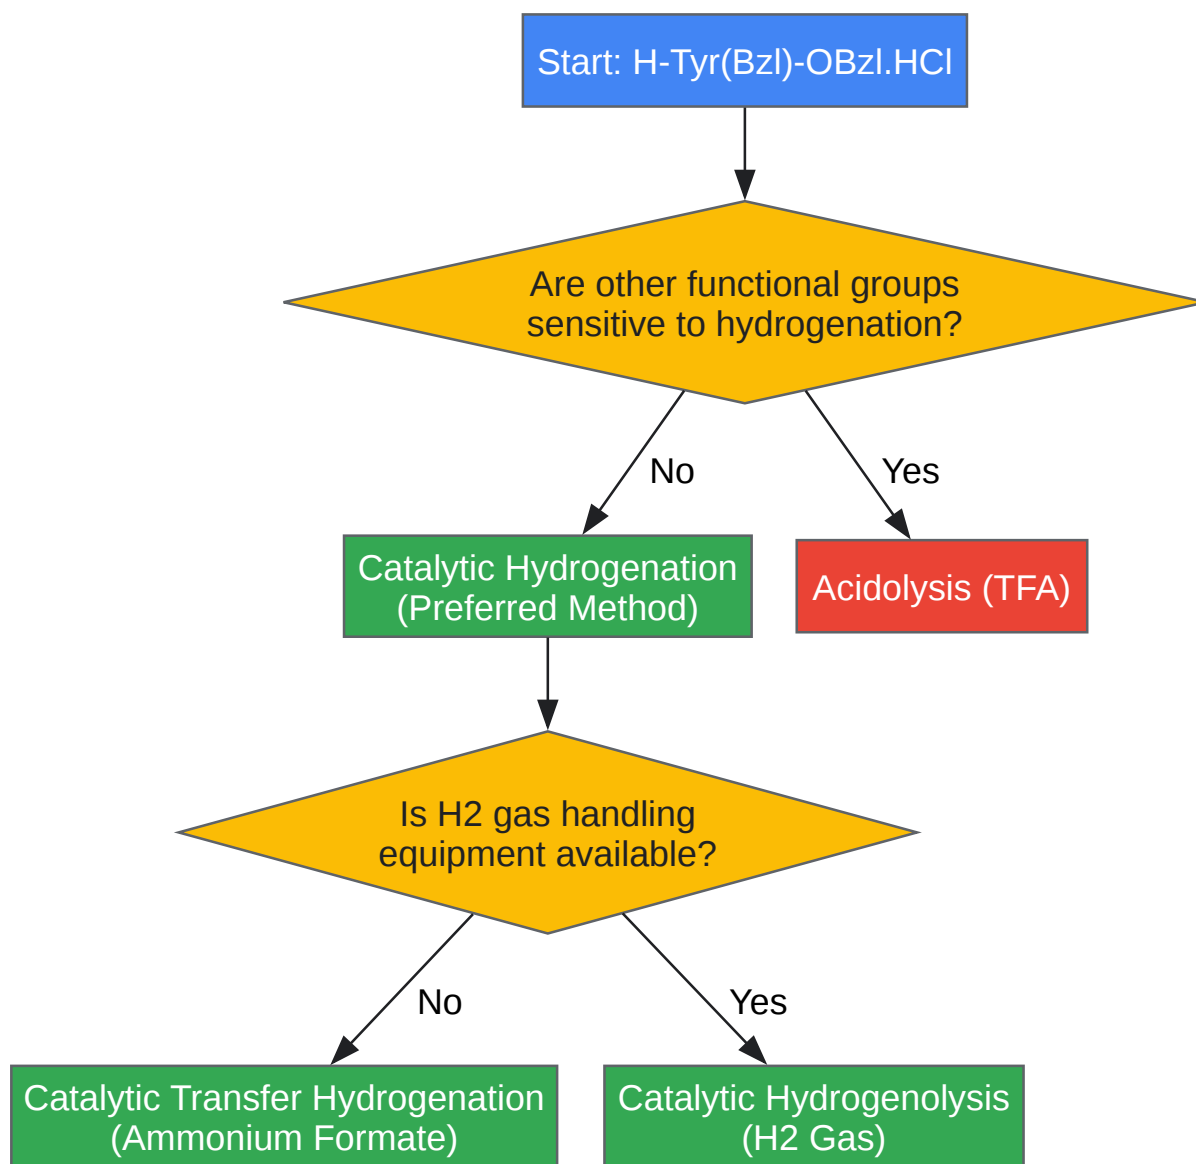 Start: H-Tyr(Bzl)-OBzl.HCl
Are other functional groups
sensitive to hydrogenation?
No
Yes
Catalytic Hydrogenation
(Preferred Method)
Acidolysis (TFA)
Is H2 gas handling
equipment available?
No
Yes
Catalytic Transfer Hydrogenation
(Ammonium Formate)
Catalytic Hydrogenolysis
(H2 Gas)